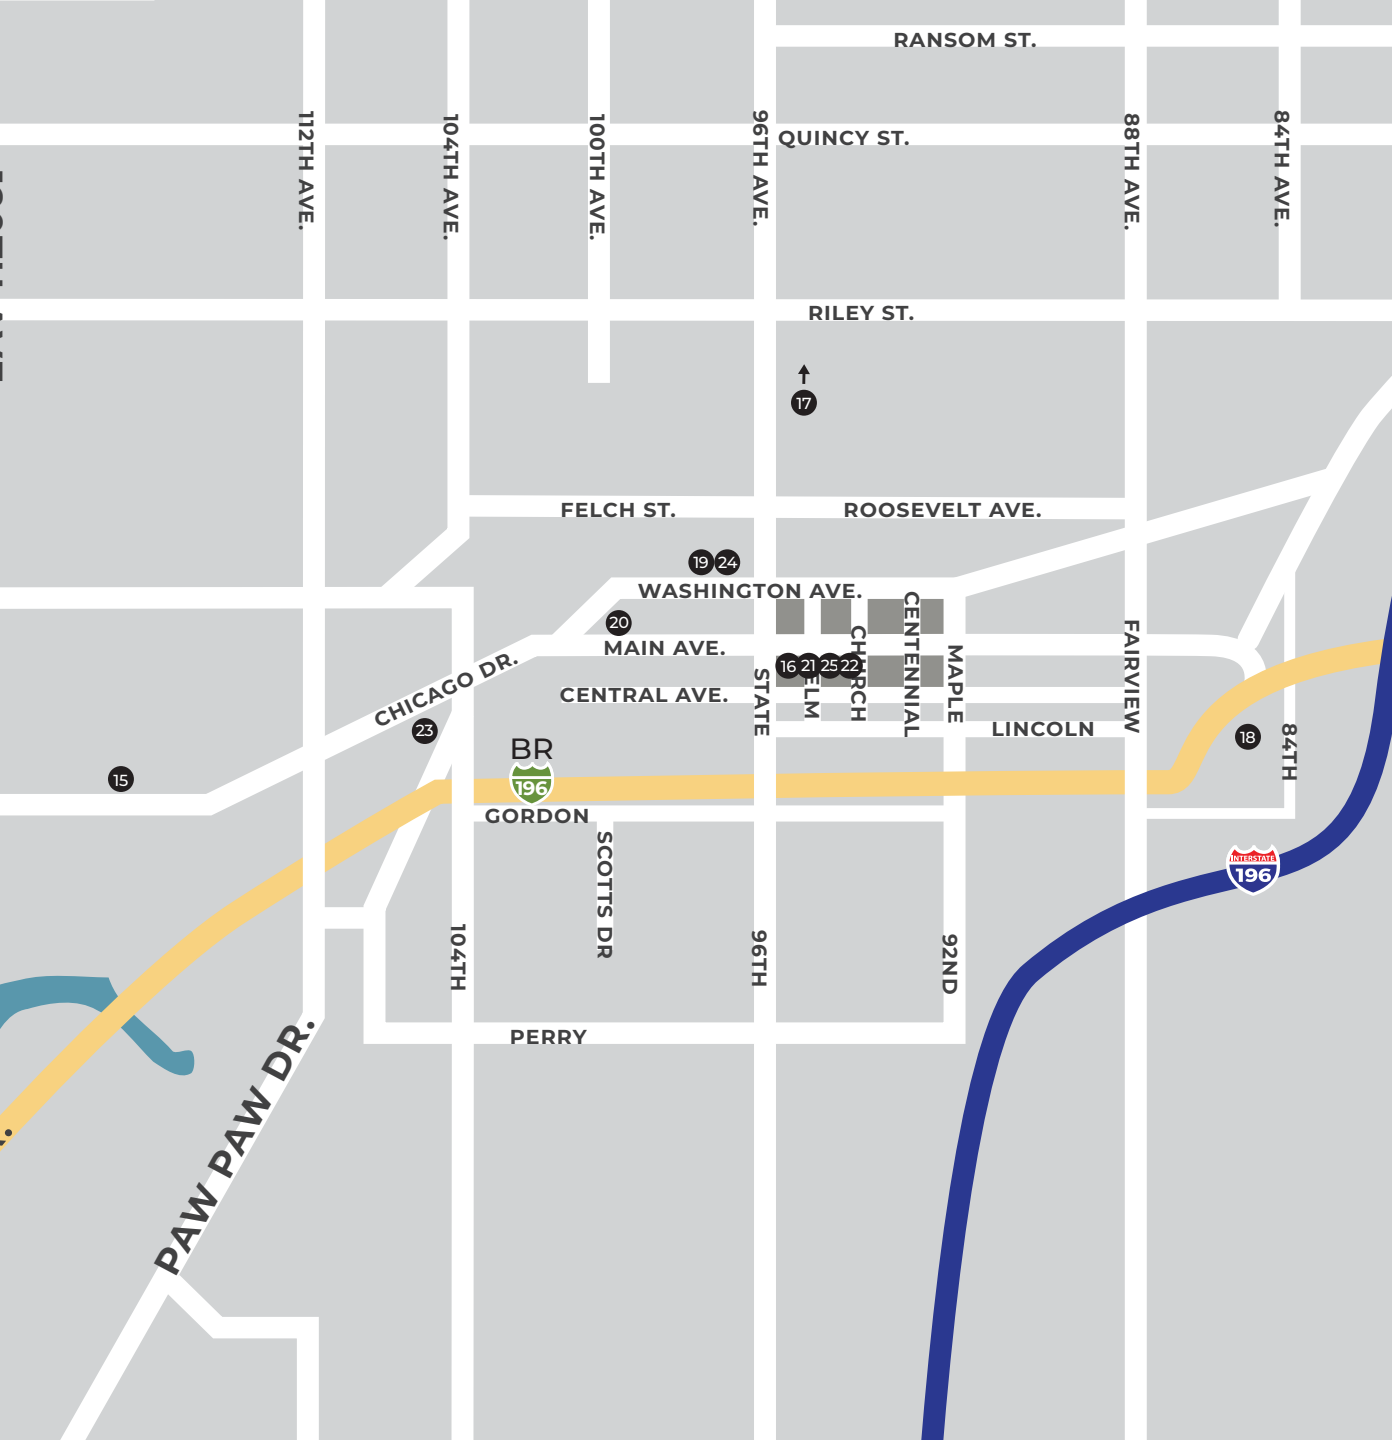 RANSOM ST.
112TH AVE.
104TH AVE.
100TH AVE.
96TH AVE.
QUINCY ST.
88TH AVE.
84TH AVE.
RILEY ST.
17
FELCH ST.
ROOSEVELT AVE.
19
24
WASHINGTON AVE.
20
MAIN AVE.
CHURCH
CENTENNIAL
MAPLE
FAIRVIEW
16
21
25
22
CHICAGO DR.
CENTRAL AVE.
STATE
ELM
23
LINCOLN
18
84TH
15
BR
196
GORDON
SCOTTS DR
INTERSTATE
196
104TH
96TH
92ND
PERRY
PAW PAW DR.